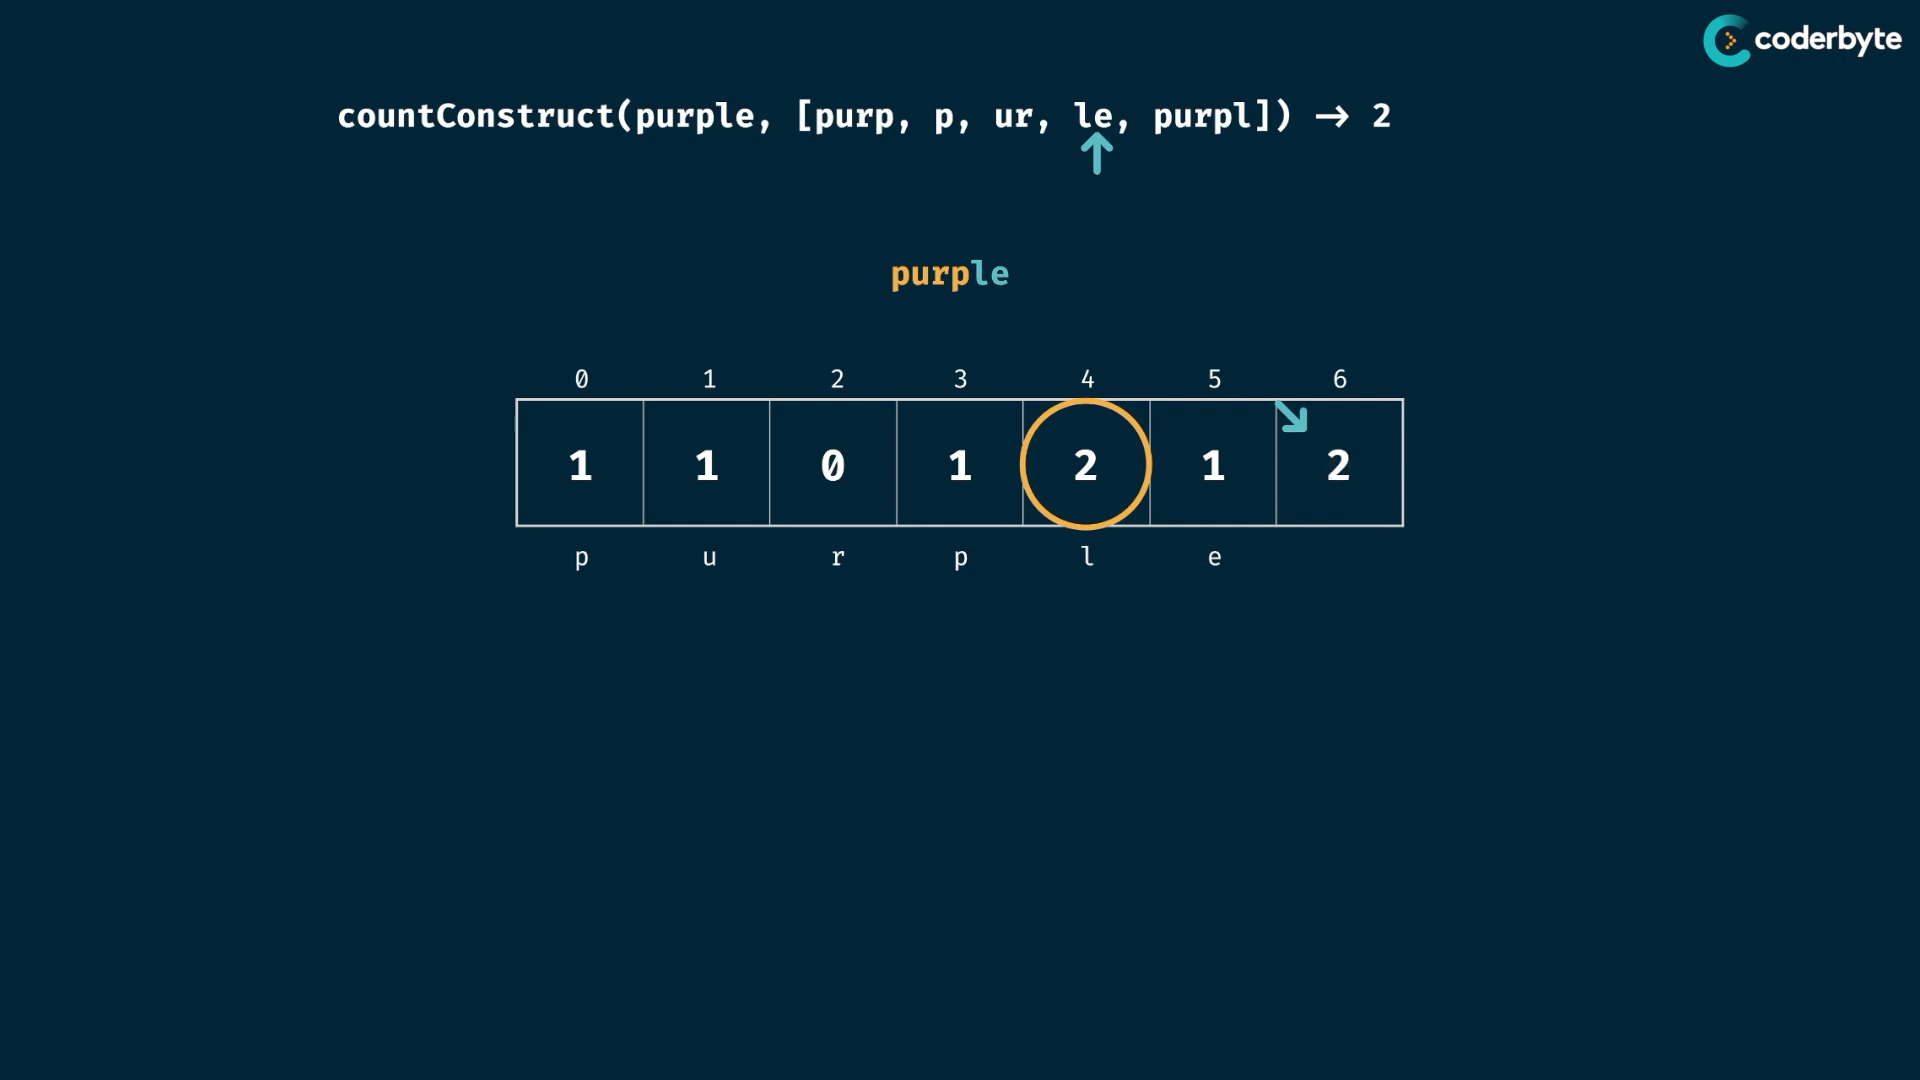 coderbyte
countConstruct(purple, [purp, p, ur, le, purpl]) → 2
purple
0 1 2 3 4 5 6
1 1 0 1 2 1 2
p u r p l e